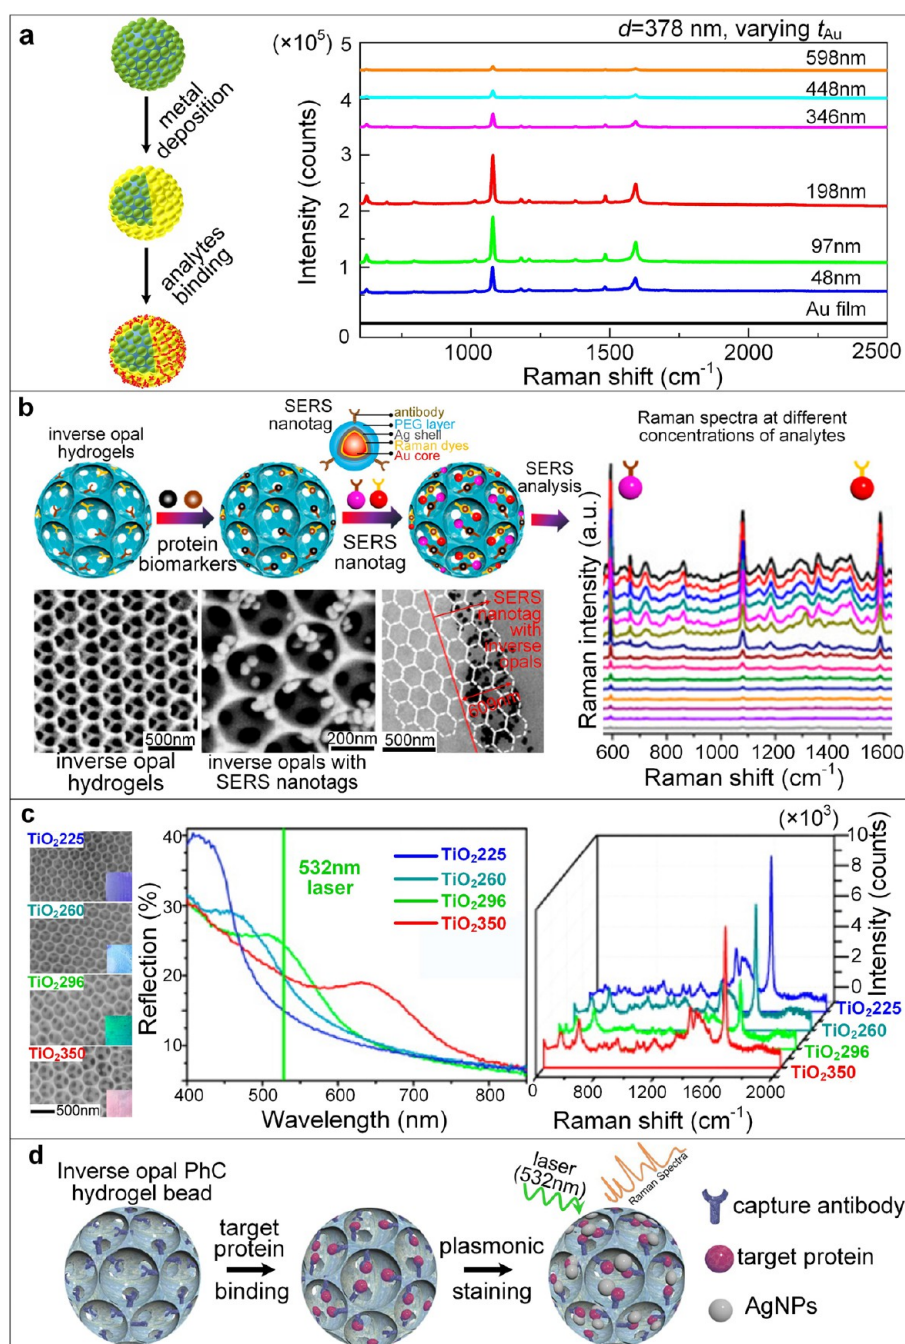 a
metal
deposition
analytes
binding
d=378 nm, varying tAu
(×10⁵)
5
4
3
2
1
0
Intensity (counts)
598nm
448nm
346nm
198nm
97nm
48nm
Au film
1000
1500
2000
2500
Raman shift (cm⁻¹)
b
inverse opal
hydrogels
protein
biomarkers
SERS
nanotag
antibody
PEG layer
Ag shell
Raman dyes
Au core
SERS
nanotag
SERS
analysis
Raman spectra at different
concentrations of analytes
Raman intensity (a.u.)
600
800
1000
1200
1400
1600
Raman shift (cm⁻¹)
500nm
inverse opal
hydrogels
200nm
inverse opals with
SERS nanotags
SERS
nanotag
with
inverse
opals
600nm
500nm
c
TiO₂225
TiO₂260
TiO₂296
TiO₂350
500nm
40
30
20
10
Reflection (%)
532nm
laser
TiO₂225
TiO₂260
TiO₂296
TiO₂350
400
500
600
700
800
Wavelength (nm)
(×10³)
10
8
6
4
2
0
Intensity (counts)
0
400
800
1200
1600
2000
TiO₂225
TiO₂260
TiO₂296
TiO₂350
0
400
800
1200
1600
2000
Raman shift (cm⁻¹)
d
Inverse opal PhC
hydrogel bead
target
protein
binding
plasmonic
staining
laser
(532nm)
Raman Spectra
capture antibody
target protein
AgNPs